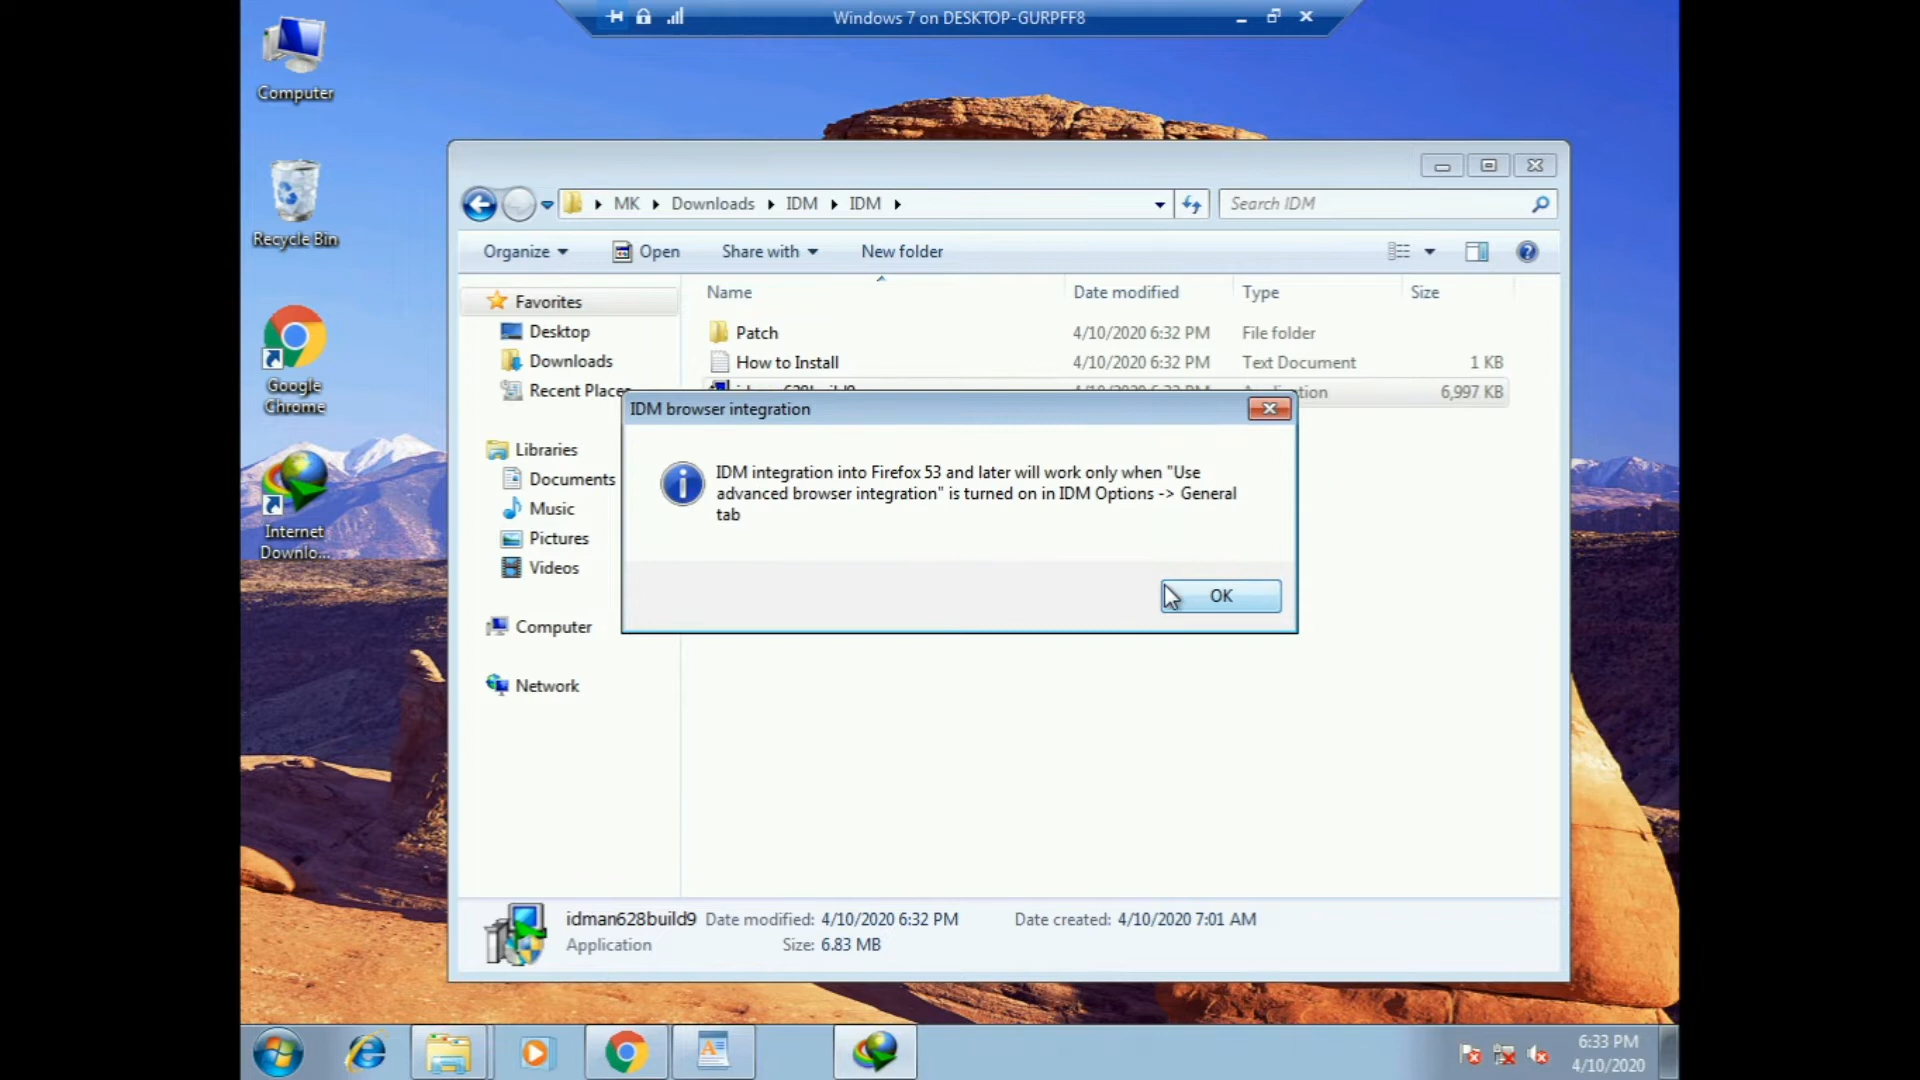 Windows 7 on DESKTOP-GURPFF8
Computer
Recycle Bin
Google
Chrome
Internet
Downlo...
MK
Downloads
IDM
IDM
Search IDM
Organize
Open
Share with
New folder
Name
Date modified
Type
Size
Favorites
Desktop
Downloads
Recent Places
Libraries
Documents
Music
Pictures
Videos
Computer
Network
Patch
4/10/2020 6:32 PM
File folder
How to Install
4/10/2020 6:32 PM
Text Document
1 KB
6,997 KB
IDM browser integration
IDM integration into Firefox 53 and later will work only when "Use
advanced browser integration" is turned on in IDM Options -> General
tab
OK
idman628build9
Date modified: 4/10/2020 6:32 PM
Date created: 4/10/2020 7:01 AM
Application
Size: 6.83 MB
6:33 PM
4/10/2020